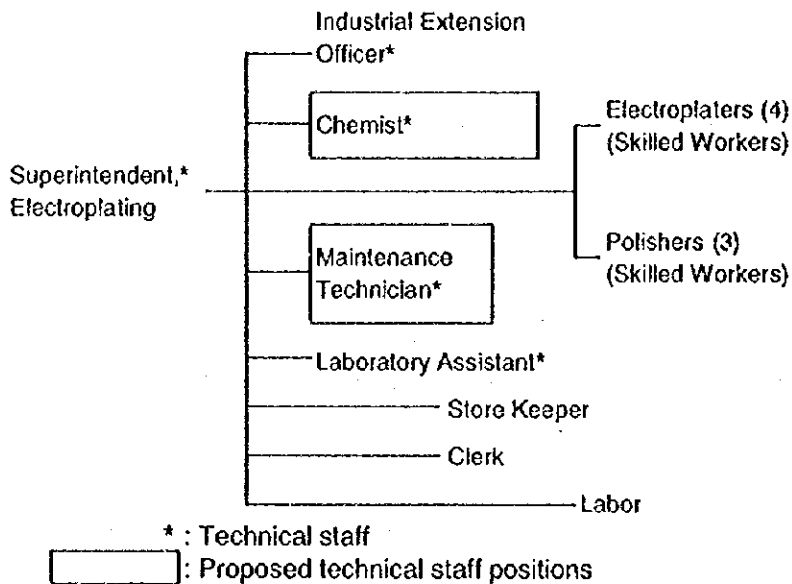 Industrial Extension
Officer*
Chemist*
Electroplaters (4)
(Skilled Workers)
Superintendent,*
Electroplating
Polishers (3)
(Skilled Workers)
Maintenance
Technician*
Laboratory Assistant*
Store Keeper
Clerk
Labor
* : Technical staff
: Proposed technical staff positions